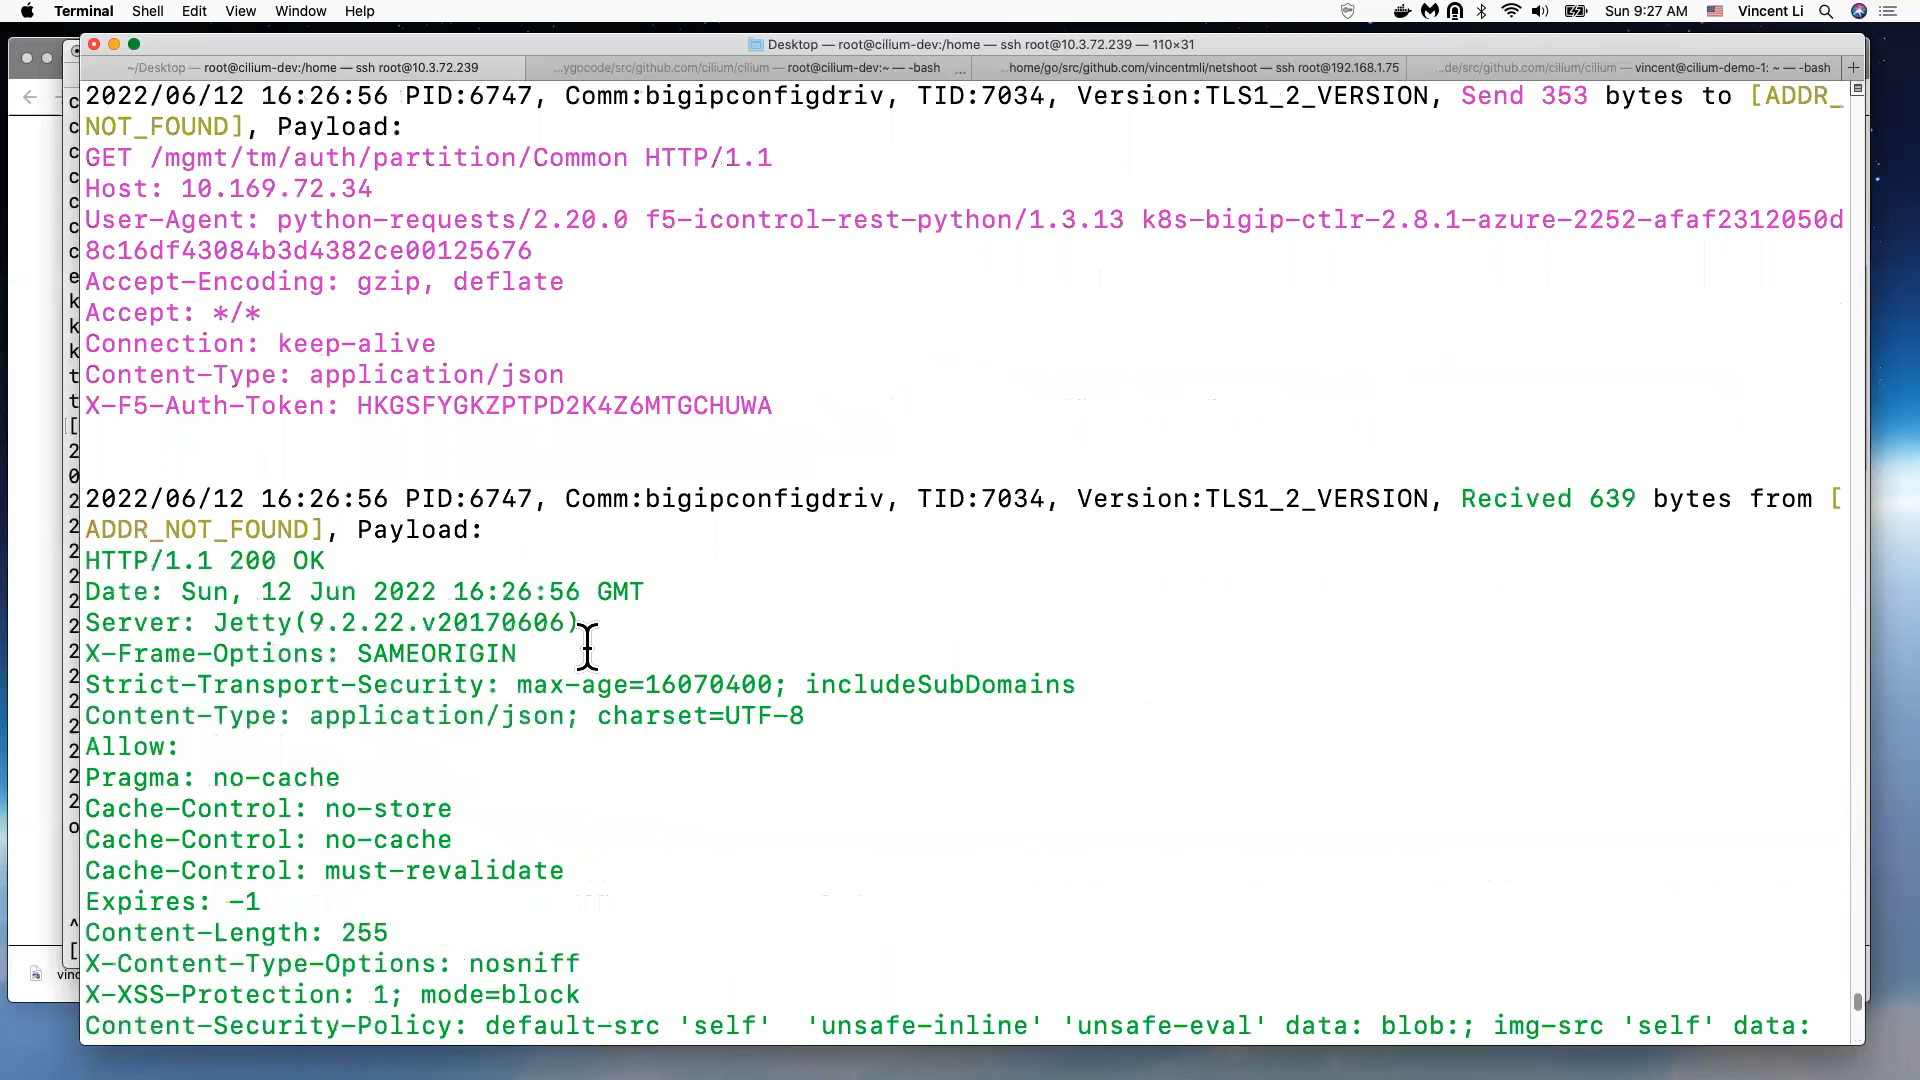 Terminal Shell Edit View Window Help Sun 9:27 AM Vincent Li
Desktop — root@cilium-dev:/home — ssh root@10.3.72.239 — 110×31
~/Desktop — root@cilium-dev:/home — ssh root@10.3.72.239 ...ygocode/src/github.com/cilium/cilium — root@cilium-dev:~ — -bash ... ...home/go/src/github.com/vincentmli/netshoot — ssh root@192.168.1.75 ...de/src/github.com/cilium/cilium — vincent@cilium-demo-1: ~ — -bash +
2022/06/12 16:26:56 PID:6747, Comm:bigipconfigdriv, TID:7034, Version:TLS1_2_VERSION, Send 353 bytes to [ADDR_
NOT_FOUND], Payload:
GET /mgmt/tm/auth/partition/Common HTTP/1.1
Host: 10.169.72.34
User-Agent: python-requests/2.20.0 f5-icontrol-rest-python/1.3.13 k8s-bigip-ctlr-2.8.1-azure-2252-afaf2312050d
8c16df43084b3d4382ce00125676
Accept-Encoding: gzip, deflate
Accept: */*
Connection: keep-alive
Content-Type: application/json
X-F5-Auth-Token: HKGSFYGKZPTPD2K4Z6MTGCHUWA
2022/06/12 16:26:56 PID:6747, Comm:bigipconfigdriv, TID:7034, Version:TLS1_2_VERSION, Recived 639 bytes from [
ADDR_NOT_FOUND], Payload:
HTTP/1.1 200 OK
Date: Sun, 12 Jun 2022 16:26:56 GMT
Server: Jetty(9.2.22.v20170606)
X-Frame-Options: SAMEORIGIN
Strict-Transport-Security: max-age=16070400; includeSubDomains
Content-Type: application/json; charset=UTF-8
Allow:
Pragma: no-cache
Cache-Control: no-store
Cache-Control: no-cache
Cache-Control: must-revalidate
Expires: -1
Content-Length: 255
X-Content-Type-Options: nosniff
X-XSS-Protection: 1; mode=block
Content-Security-Policy: default-src 'self'  'unsafe-inline' 'unsafe-eval' data: blob:; img-src 'self' data: